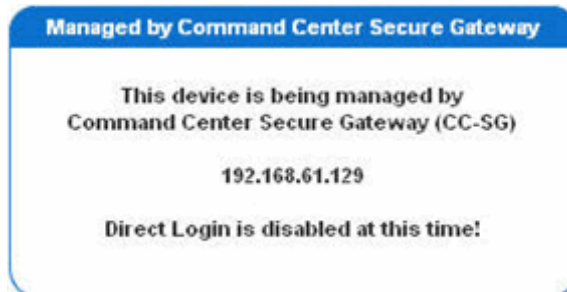 Managed by Command Center Secure Gateway
This device is being managed by
Command Center Secure Gateway (CC-SG)
192.168.61.129
Direct Login is disabled at this time!